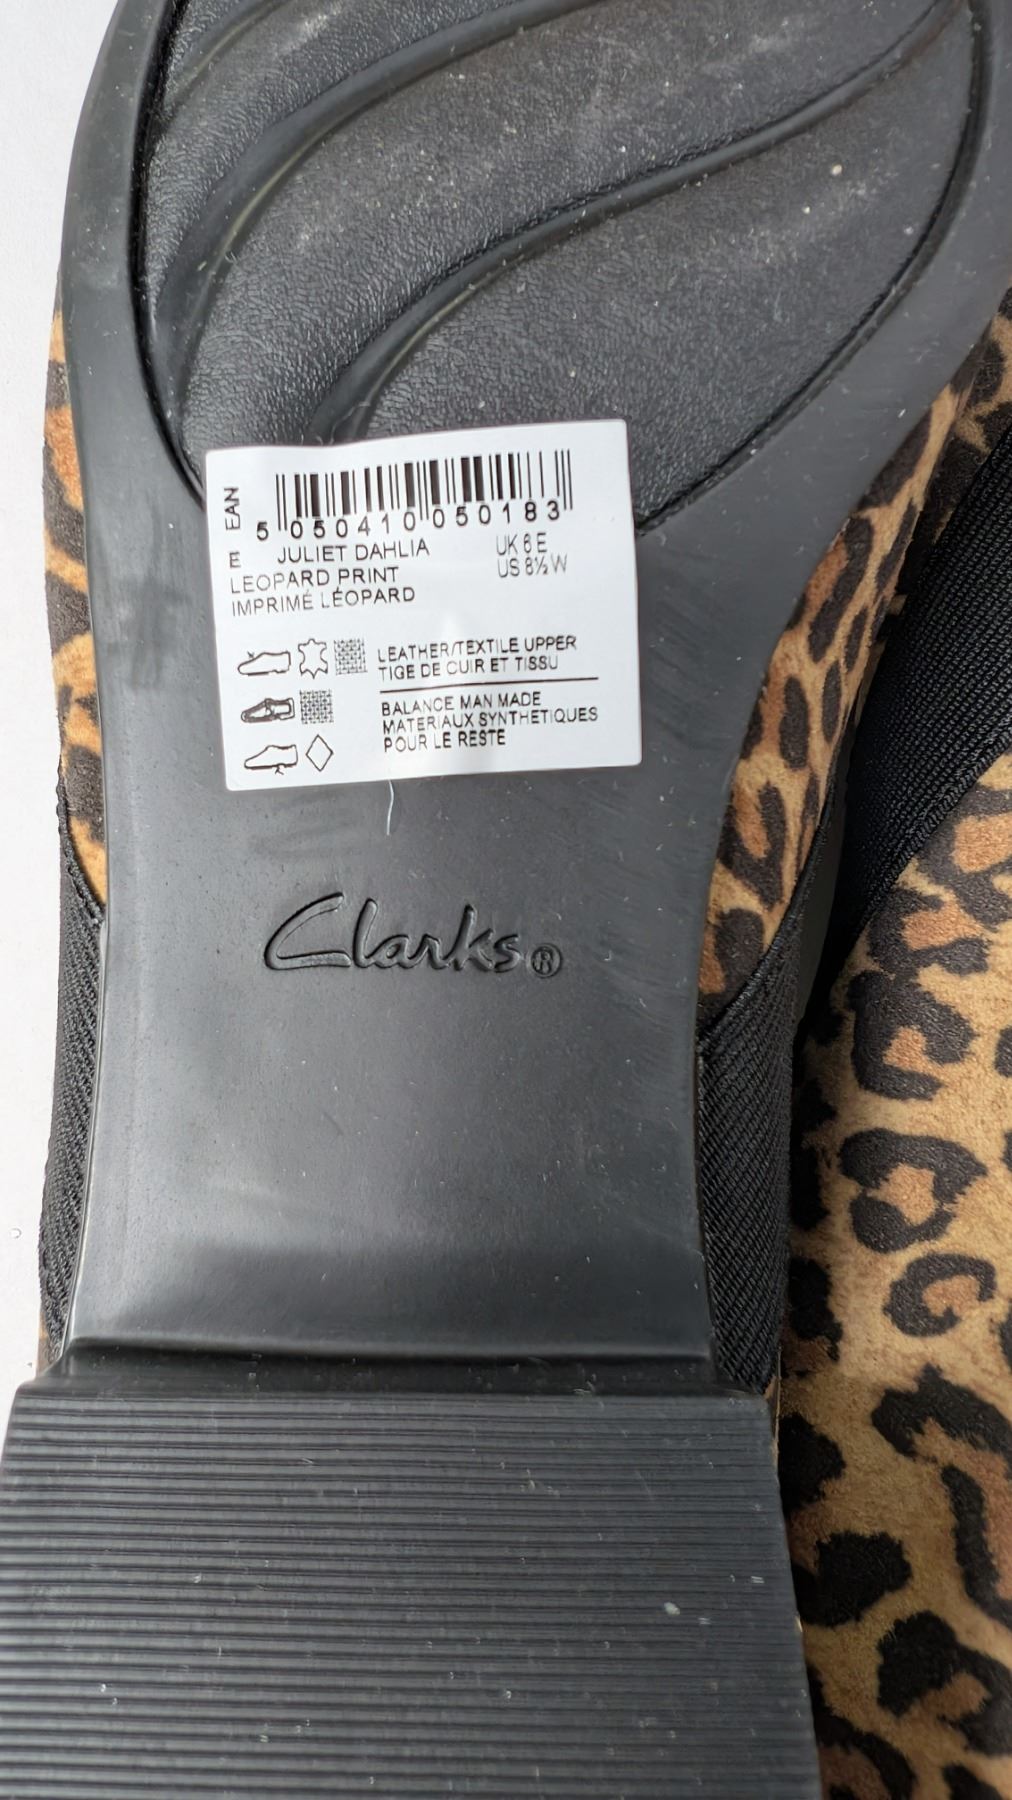 EAN
5 050410 050183
E
JULIET DAHLIA
UK 6 E
LEOPARD PRINT
US 8½ W
IMPRIMÉ LÉOPARD
LEATHER/TEXTILE UPPER
TIGE DE CUIR ET TISSU
BALANCE MAN MADE
MATERIAUX SYNTHETIQUES
POUR LE RESTE
Clarks®